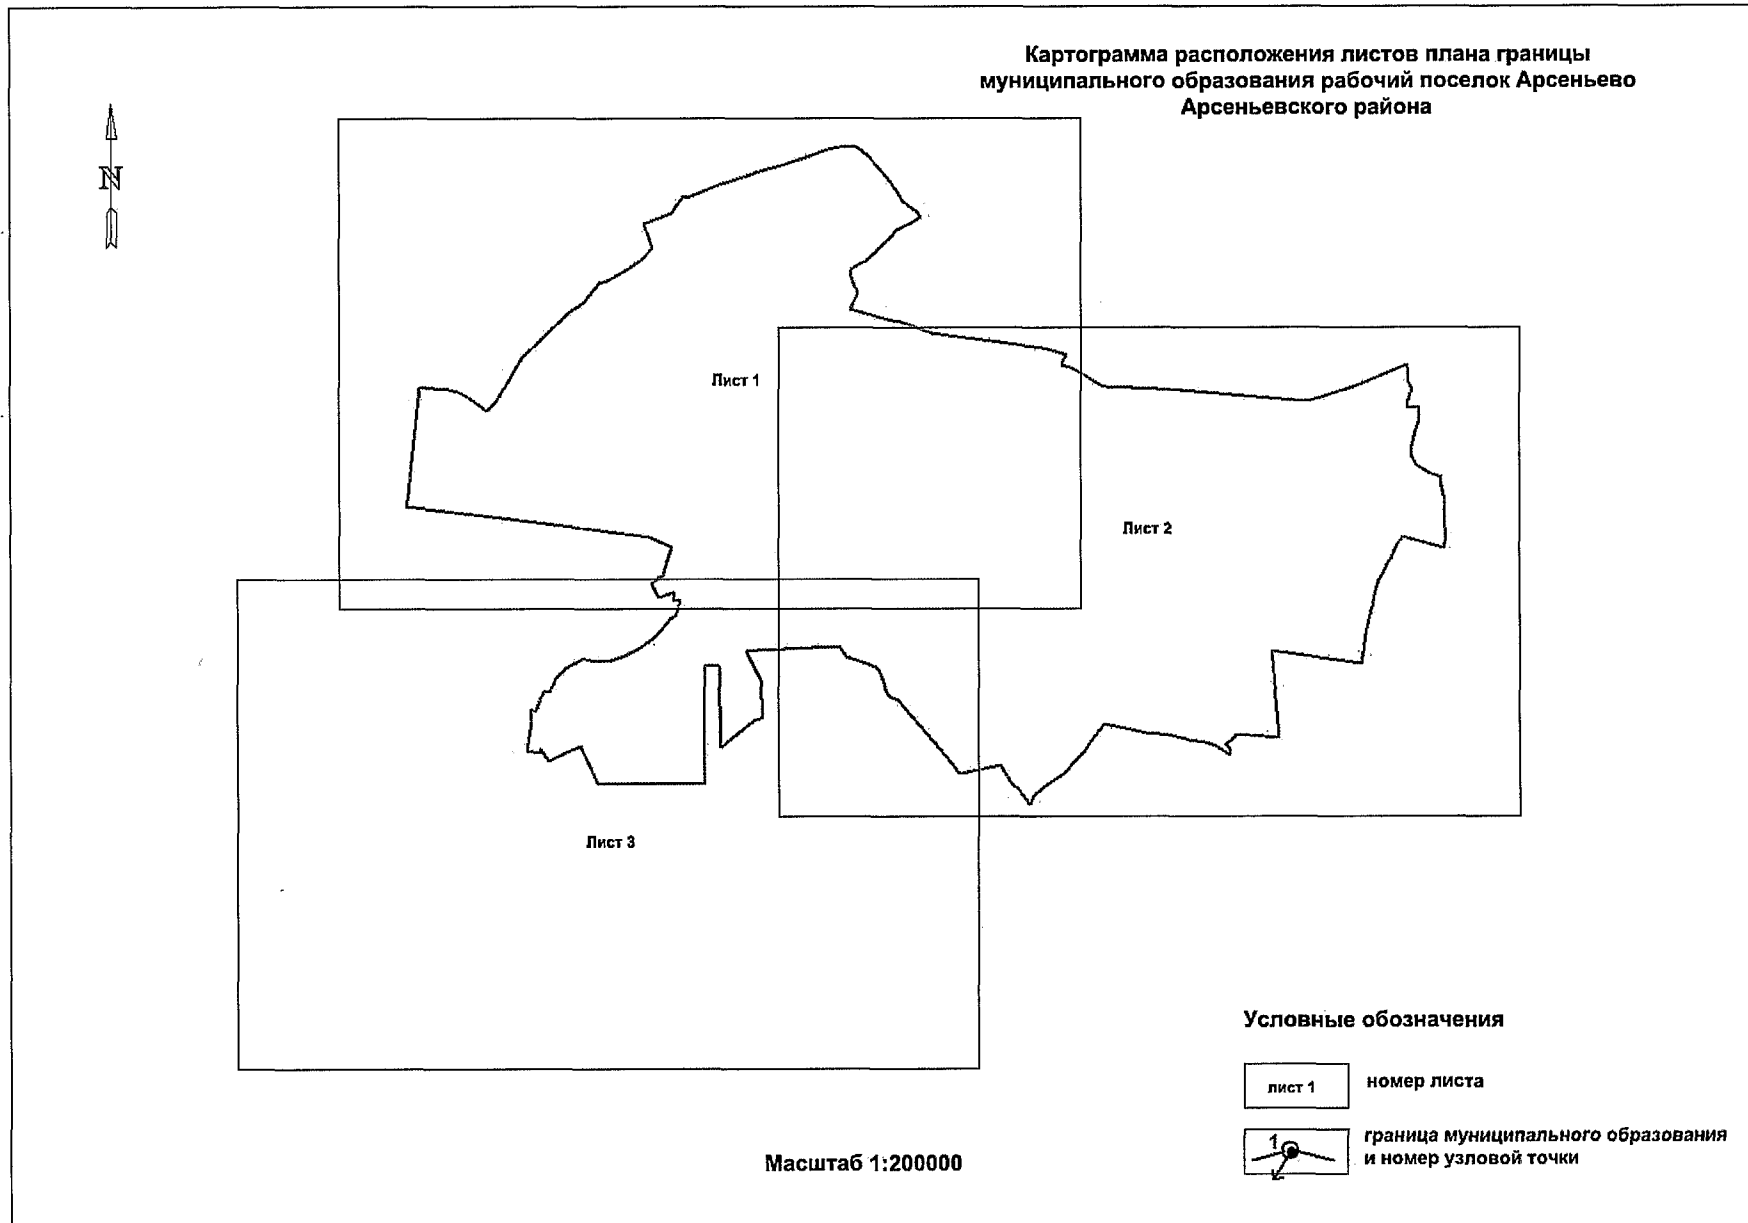 Картограмма расположения листов плана границы
муниципального образования рабочий поселок Арсеньево
Арсеньевского района
N
Лист 1
Лист 2
Лист 3
Условные обозначения
лист 1
номер листа
1
граница муниципального образования
и номер узловой точки
Масштаб 1:200000